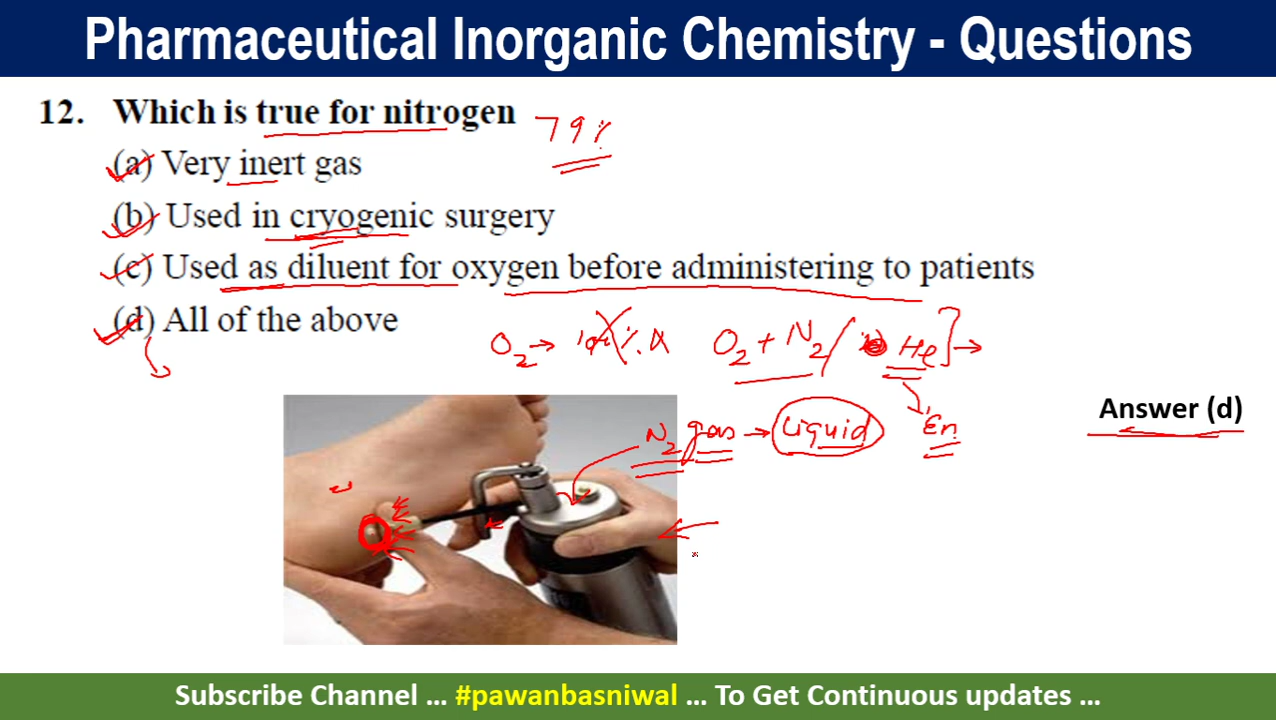 Pharmaceutical Inorganic Chemistry - Questions
12. Which is true for nitrogen
79%
(a) Very inert gas
(b) Used in cryogenic surgery
(c) Used as diluent for oxygen before administering to patients
(d) All of the above
O2 → 100% X O2 + N2 / He ] →
Answer (d)
N2 gas → Liquid
Subscribe Channel ... #pawanbasniwal ... To Get Continuous updates ...